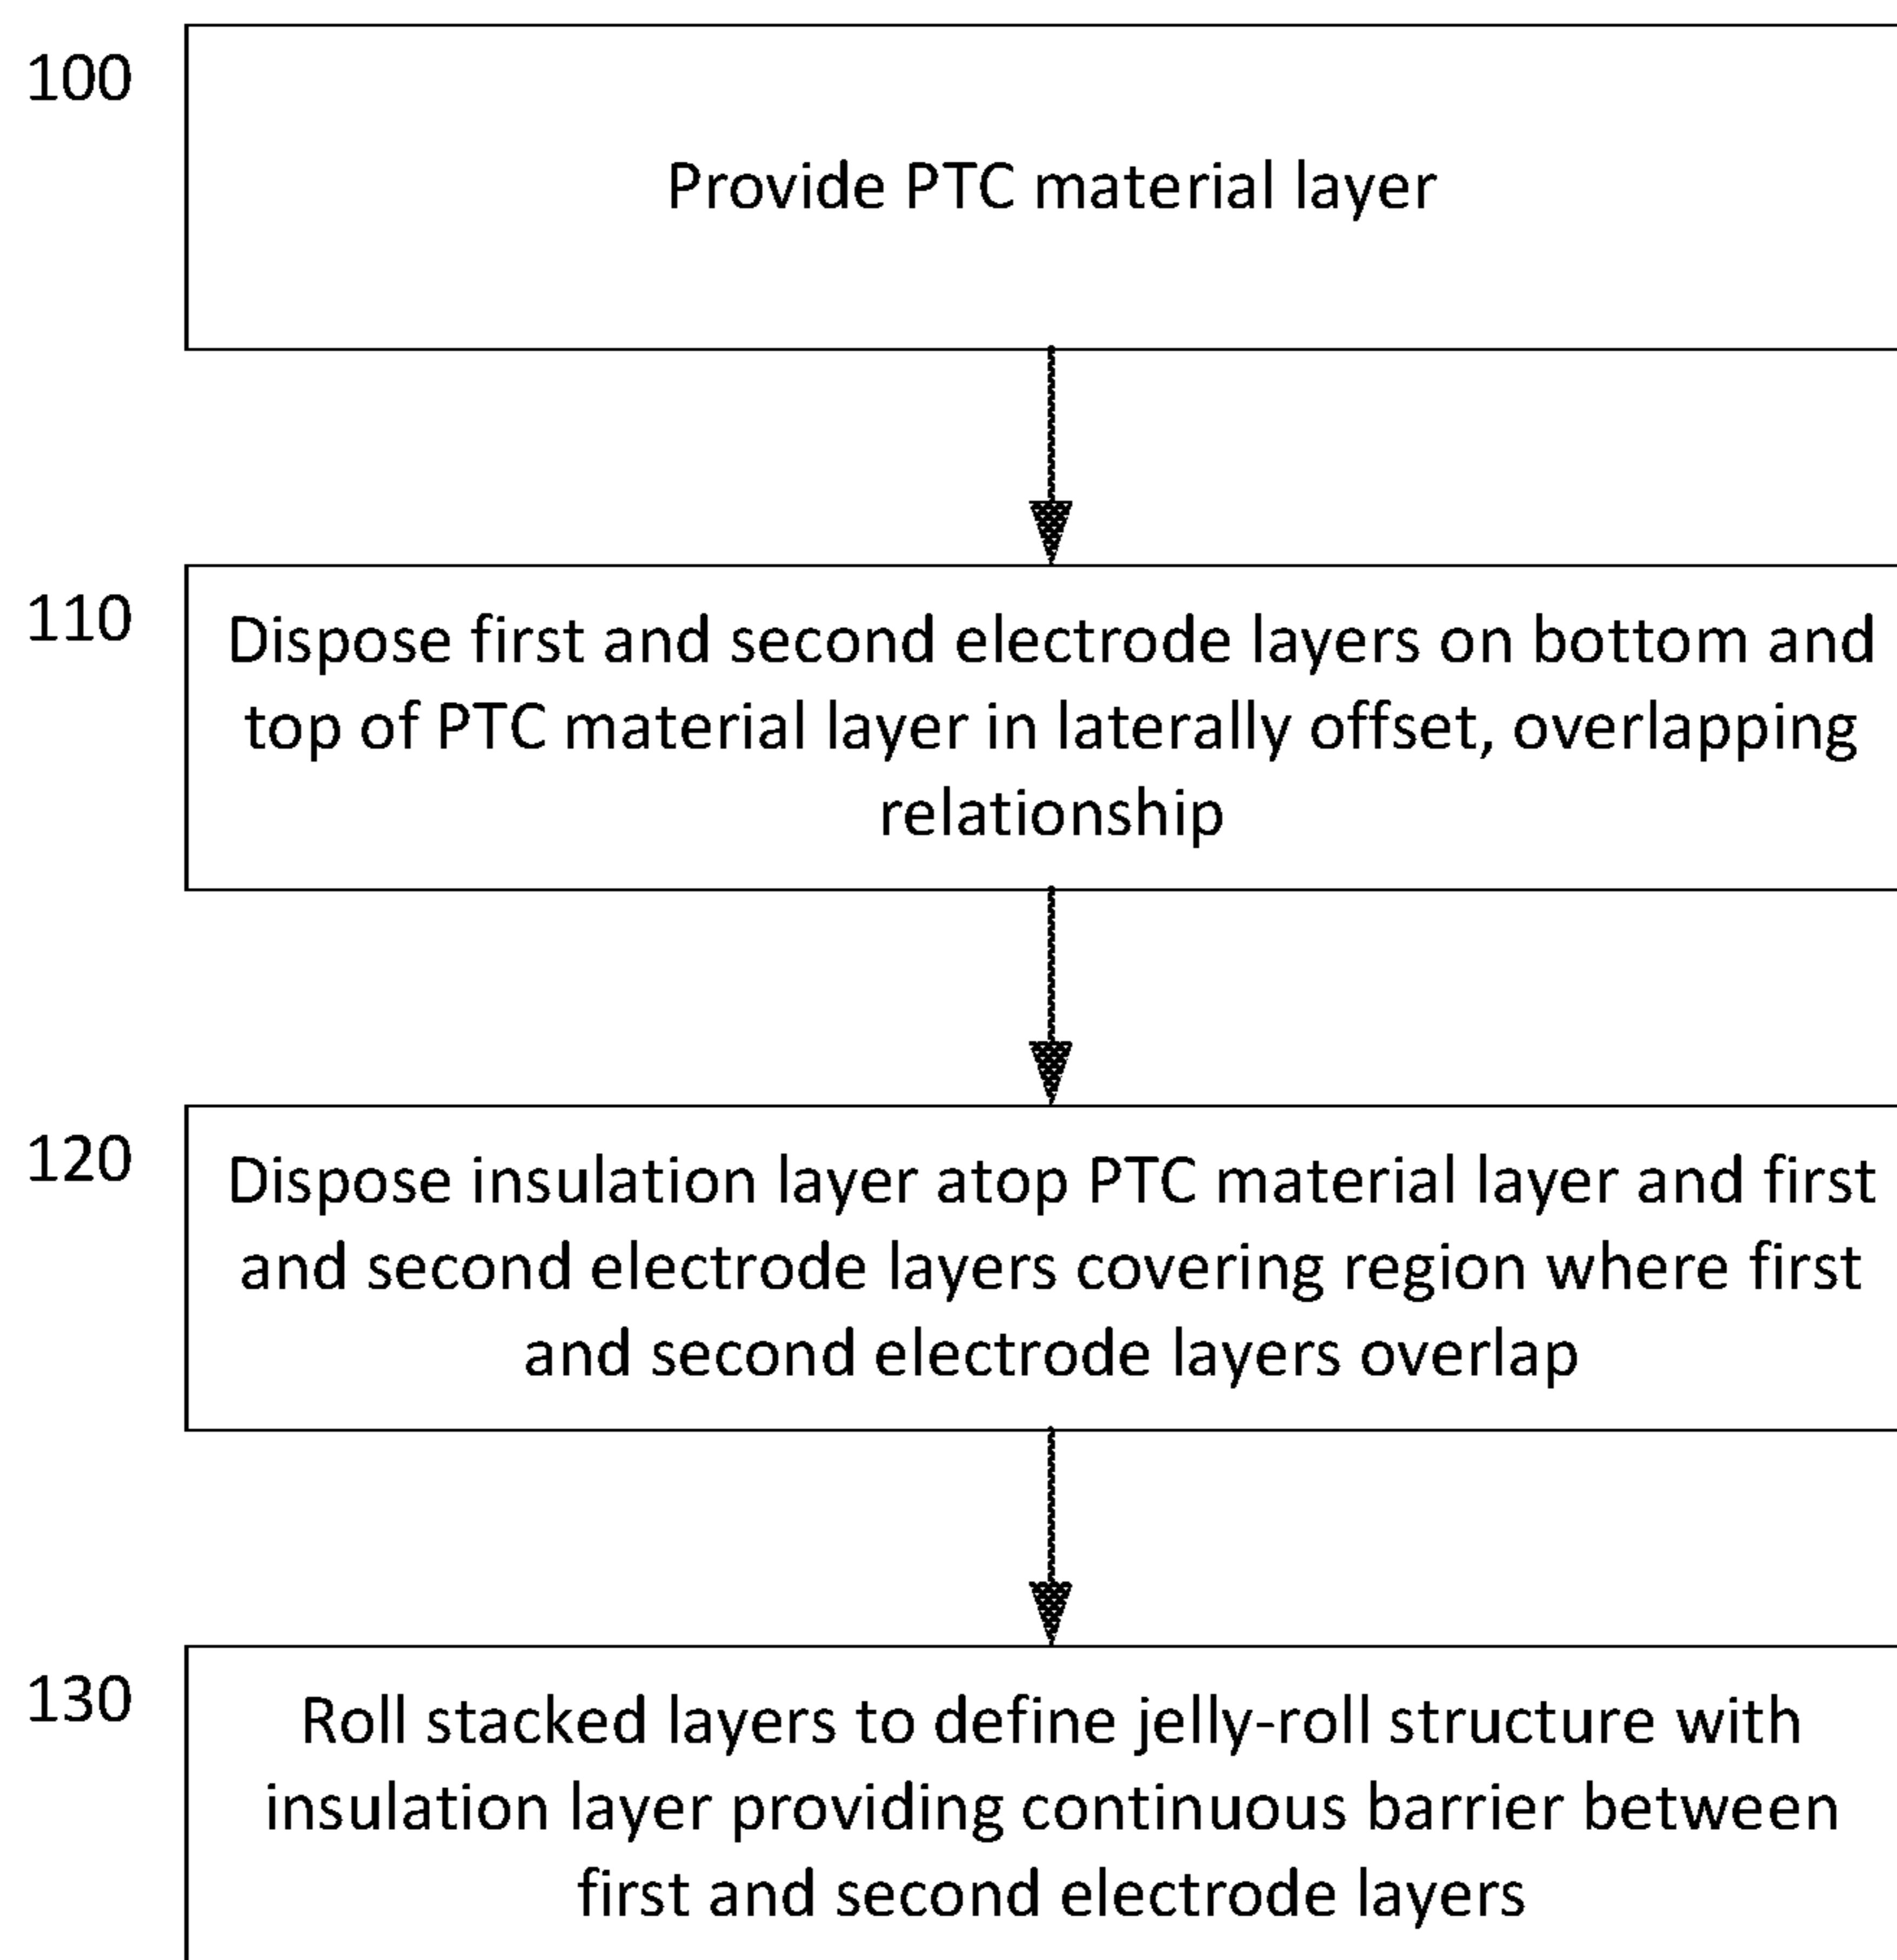 100
Provide PTC material layer
110
Dispose first and second electrode layers on bottom and
top of PTC material layer in laterally offset, overlapping
relationship
120
Dispose insulation layer atop PTC material layer and first
and second electrode layers covering region where first
and second electrode layers overlap
130
Roll stacked layers to define jelly-roll structure with
insulation layer providing continuous barrier between
first and second electrode layers